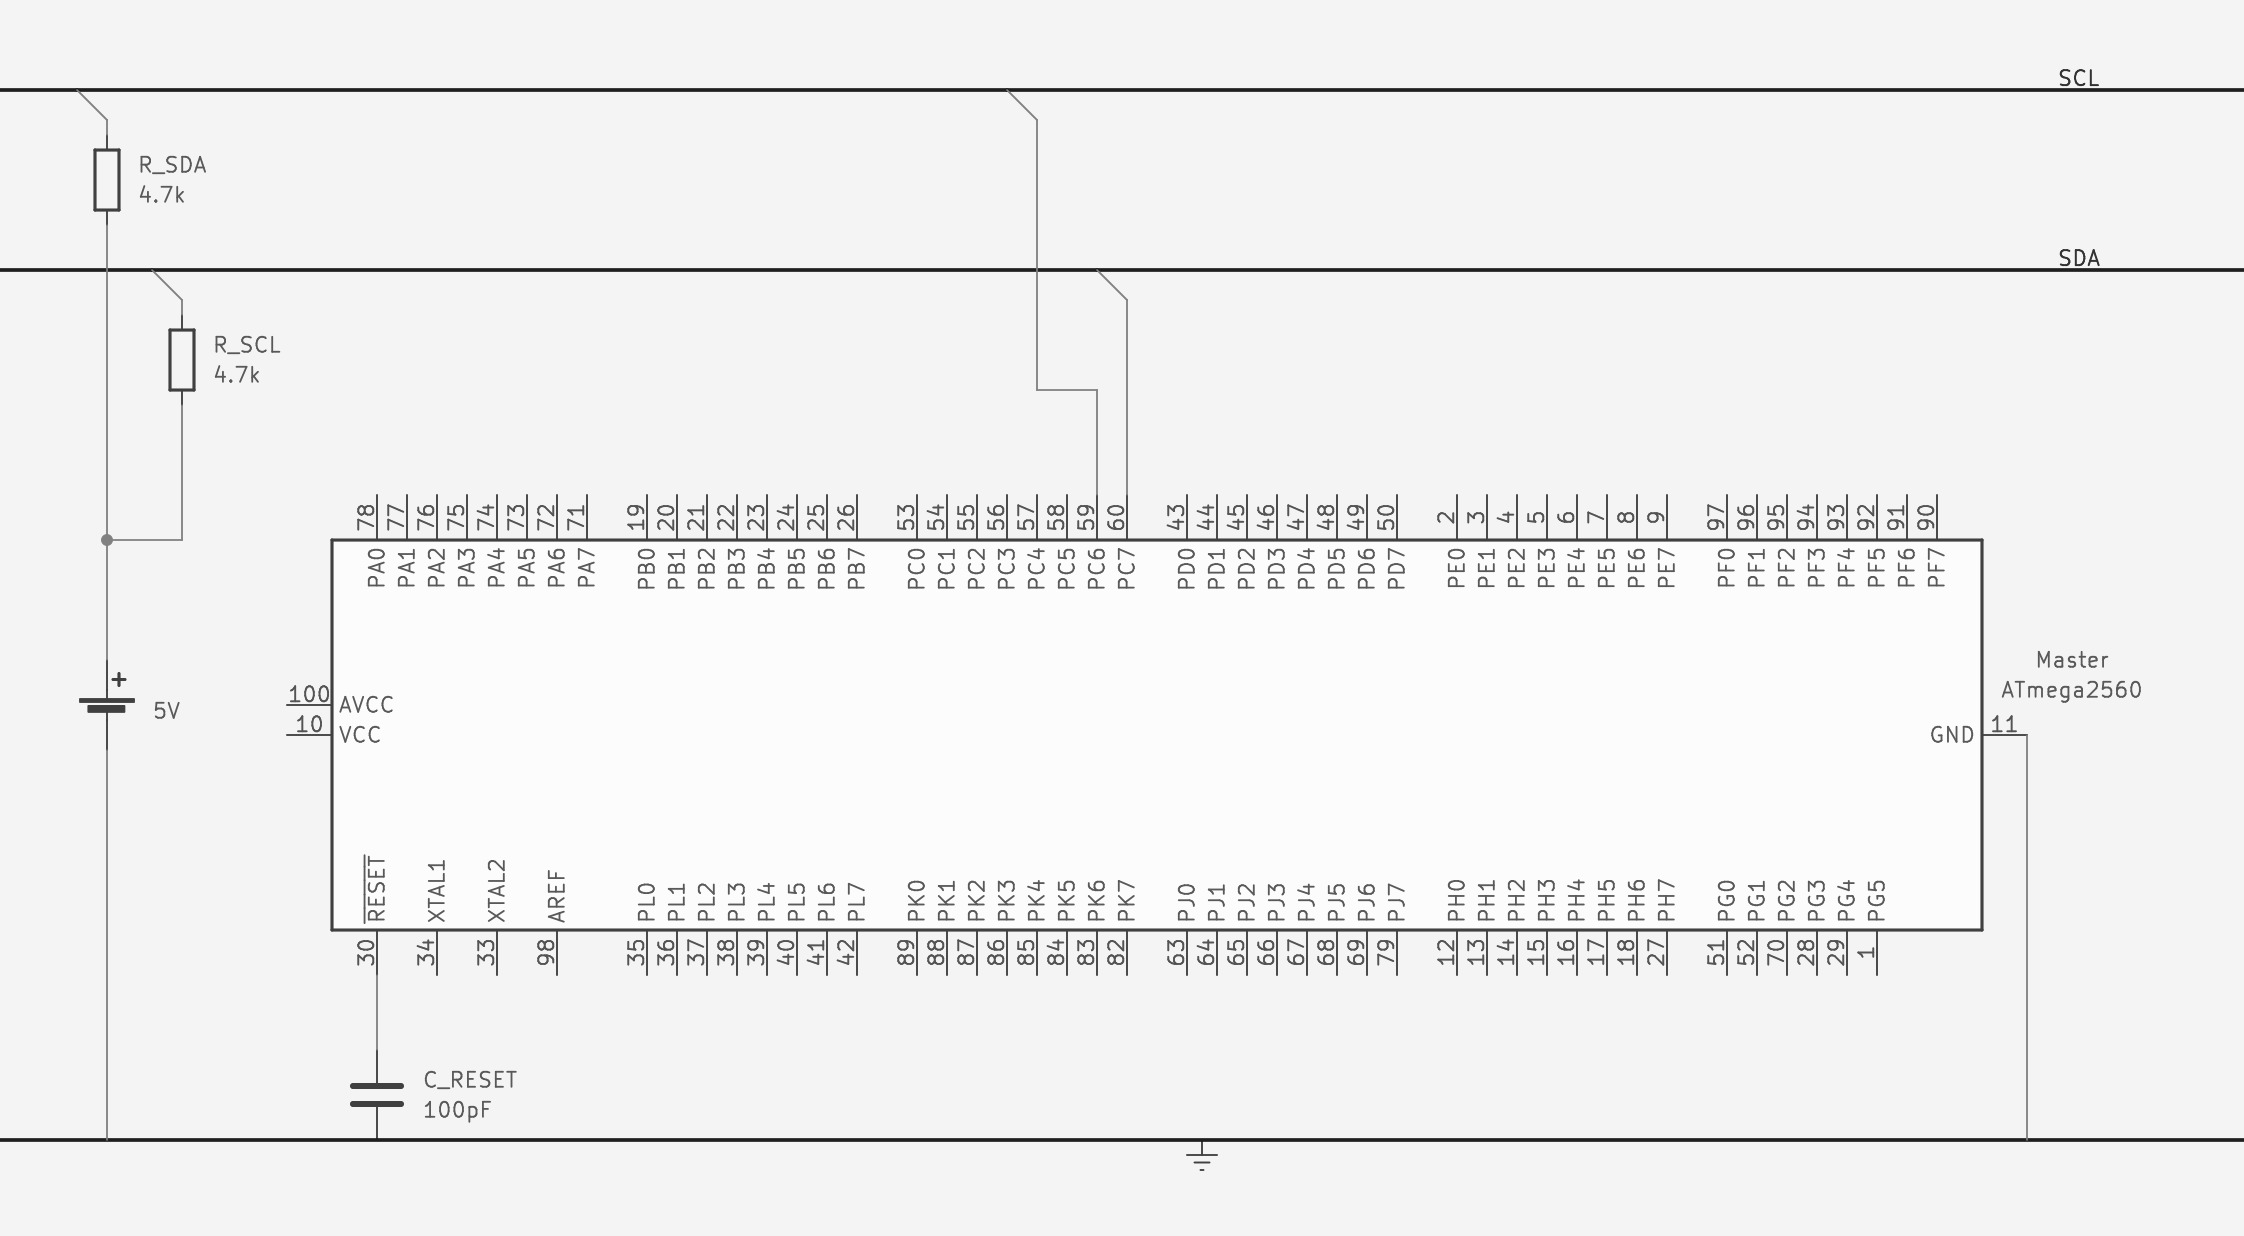 SCL
R_SDA
4.7k
SDA
R_SCL
4.7k
78 77 76 75 74 73 72 71 19 20 21 22 23 24 25 26 53 54 55 56 57 58 59 60 43 44 45 46 47 48 49 50 2 3 4 5 6 7 8 9 97 96 95 94 93 92 91 90
PA0 PA1 PA2 PA3 PA4 PA5 PA6 PA7 PB0 PB1 PB2 PB3 PB4 PB5 PB6 PB7 PC0 PC1 PC2 PC3 PC4 PC5 PC6 PC7 PD0 PD1 PD2 PD3 PD4 PD5 PD6 PD7 PE0 PE1 PE2 PE3 PE4 PE5 PE6 PE7 PF0 PF1 PF2 PF3 PF4 PF5 PF6 PF7
Master
ATmega2560
+
5V
100 AVCC
10 VCC
GND 11
RESET XTAL1 XTAL2 AREF PL0 PL1 PL2 PL3 PL4 PL5 PL6 PL7 PK0 PK1 PK2 PK3 PK4 PK5 PK6 PK7 PJ0 PJ1 PJ2 PJ3 PJ4 PJ5 PJ6 PJ7 PH0 PH1 PH2 PH3 PH4 PH5 PH6 PH7 PG0 PG1 PG2 PG3 PG4 PG5
30 34 33 98 35 36 37 38 39 40 41 42 89 88 87 86 85 84 83 82 63 64 65 66 67 68 69 79 12 13 14 15 16 17 18 27 51 52 70 28 29 1
C_RESET
100pF